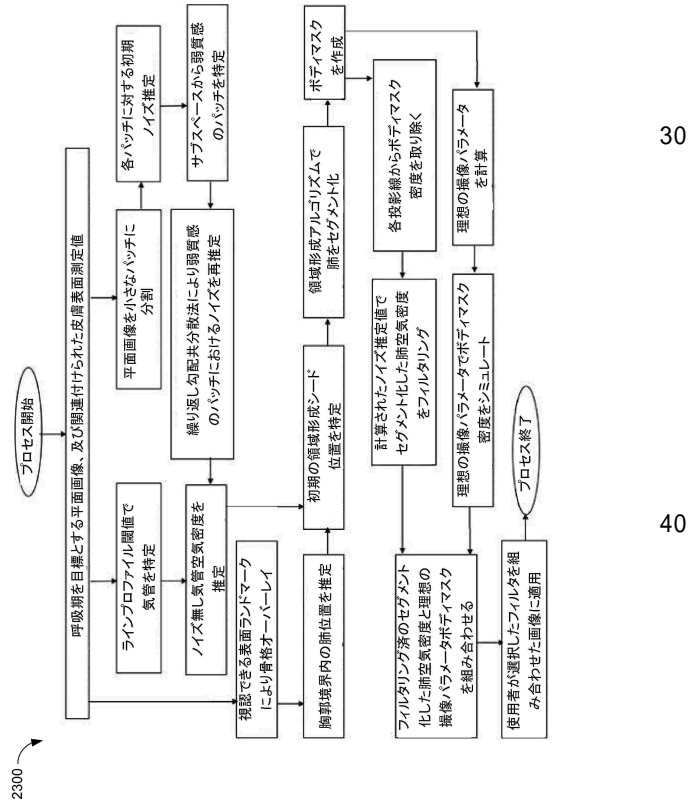 2300
プロセス開始
呼吸期を目標とする平面画像、及び関連付けられた皮膚表面測定値
平面画像を小さなパッチに
分割
各パッチに対する初期
ノイズ推定
サブスペースから弱質感
のパッチを特定
繰り返し勾配共分散法により弱質感
のパッチにおけるノイズを再推定
ラインプロファイル閾値で
気管を特定
ノイズ無し気管空気密度を
推定
視認できる表面ランドマーク
により骨格オーバーレイ
胸郭境界内の肺位置を推定
初期の領域形成シード
位置を特定
領域形成アルゴリズムで
肺をセグメント化
ボディマスク
を作成
各投影線からボディマスク
密度を取り除く
計算されたノイズ推定値で
セグメント化した肺空気密度
をフィルタリング
理想の撮像パラメータ
を計算
理想の撮像パラメータでボディマスク
密度をシミュレート
フィルタリング済のセグメント
化した肺空気密度と理想の
撮像パラメータボディマスク
を組み合わせる
使用者が選択したフィルタを組
み合わせた画像に適用
プロセス終了
30
40